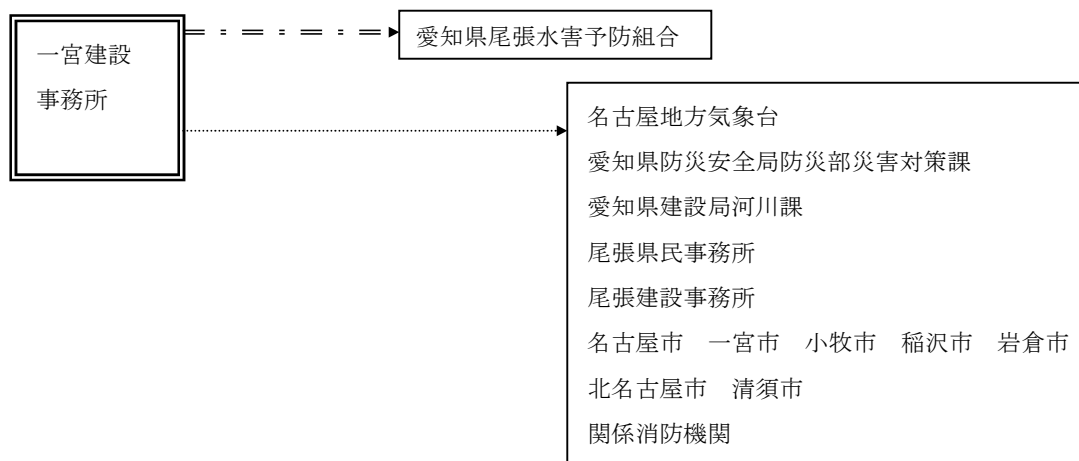 一宮建設
事務所
愛知県尾張水害予防組合
名古屋地方気象台
愛知県防災安全局防災部災害対策課
愛知県建設局河川課
尾張県民事務所
尾張建設事務所
名古屋市　一宮市　小牧市　稲沢市　岩倉市
北名古屋市　清須市
関係消防機関